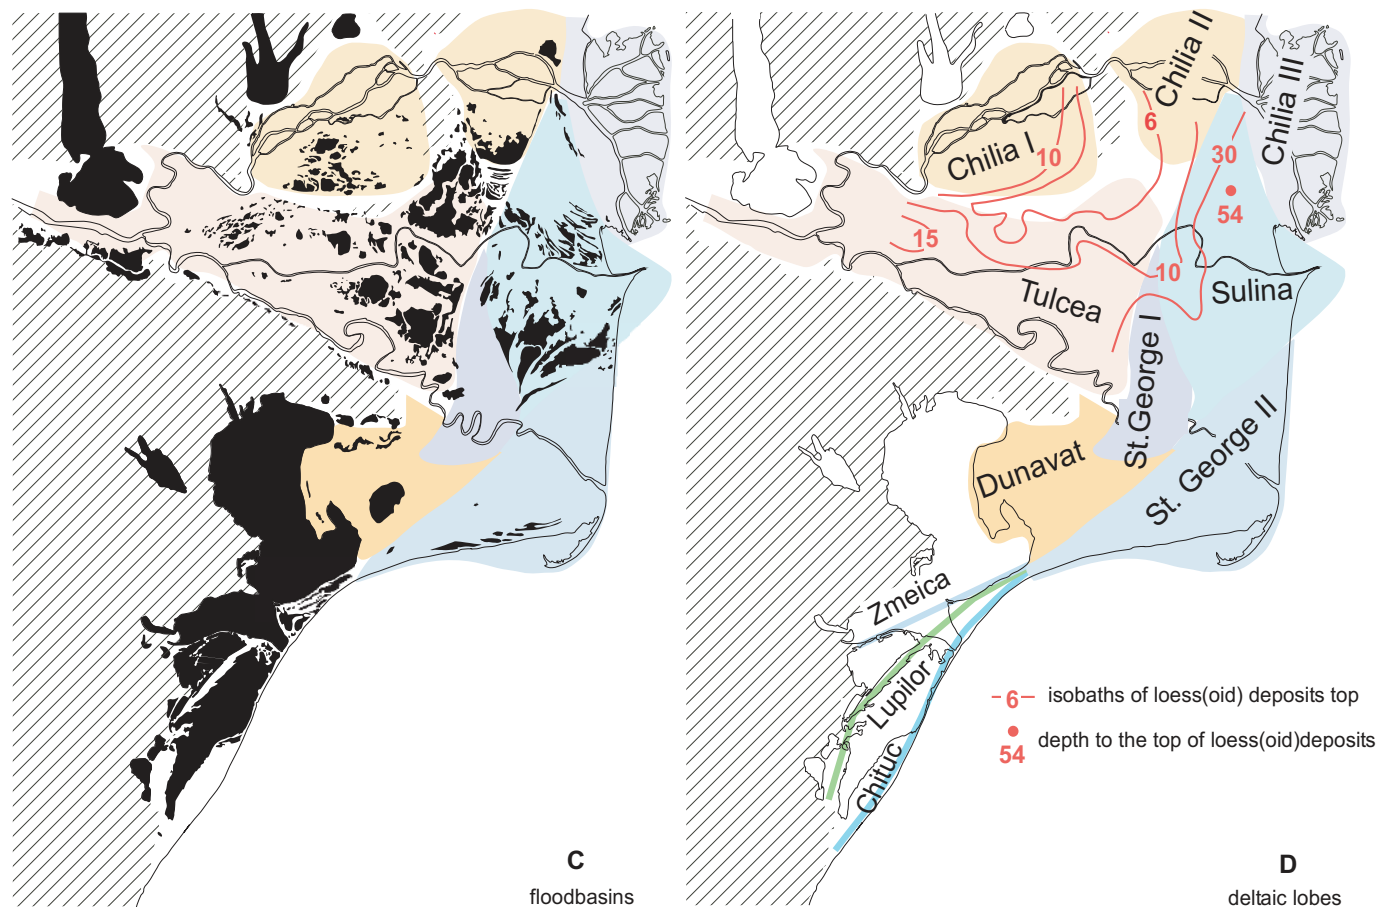 C
floodbasins
Chilia I
10
6
Chilia II
Chilia III
30
54
15
10
Tulcea
Sulina
St.George I
St. George II
Dunavat
Zmeica
Lupilor
Chituc
6 isobaths of loess(oid) deposits top
54 depth to the top of loess(oid)deposits
D
deltaic lobes